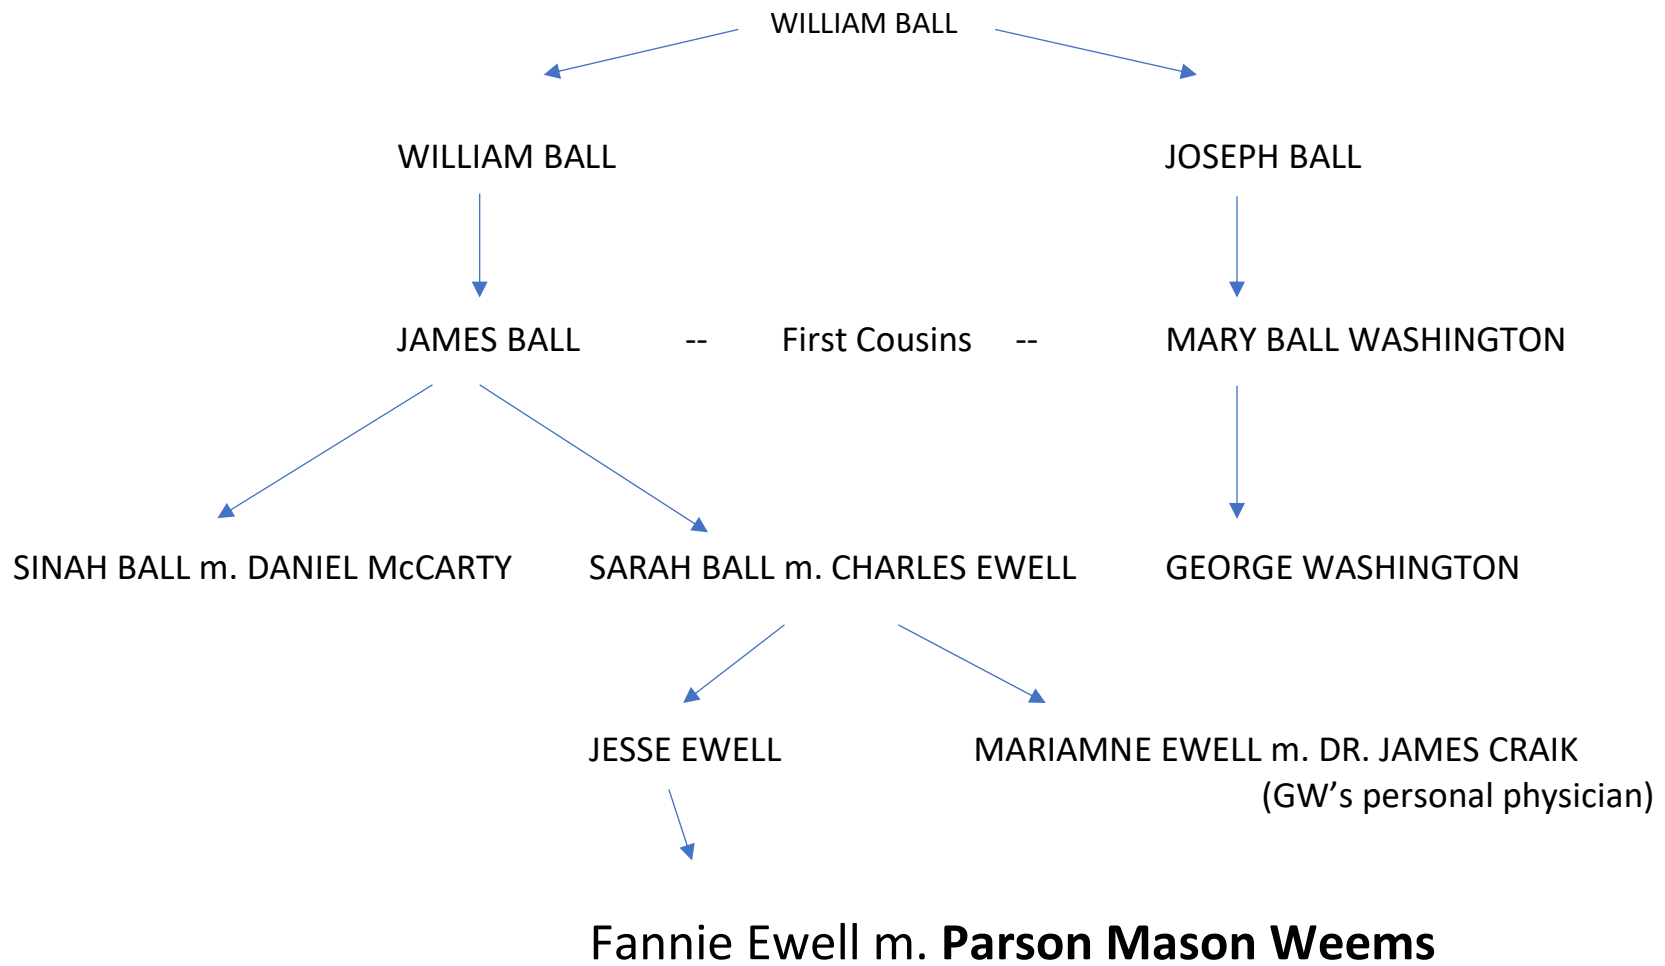 WILLIAM BALL
WILLIAM BALL JOSEPH BALL
JAMES BALL -- First Cousins -- MARY BALL WASHINGTON
SINAH BALL m. DANIEL McCARTY SARAH BALL m. CHARLES EWELL GEORGE WASHINGTON
JESSE EWELL MARIAMNE EWELL m. DR. JAMES CRAIK
(GW’s personal physician)
Fannie Ewell m. Parson Mason Weems